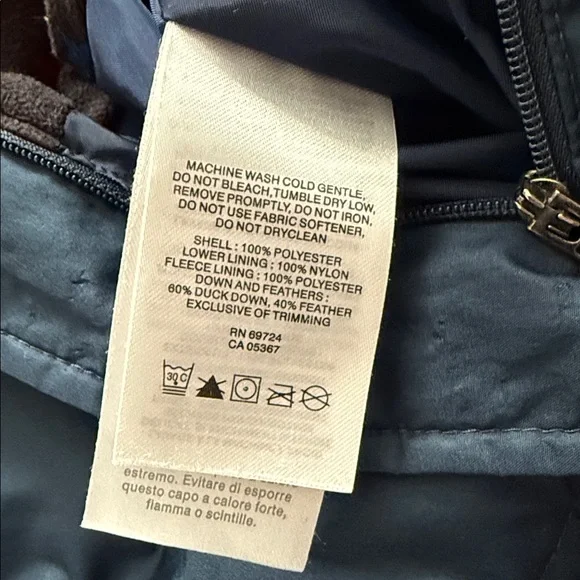 MACHINE WASH COLD GENTLE,
DO NOT BLEACH,TUMBLE DRY LOW,
REMOVE PROMPTLY, DO NOT IRON.
DO NOT USE FABRIC SOFTENER,
DO NOT DRYCLEAN
SHELL : 100% POLYESTER
LOWER LINING : 100% NYLON
FLEECE LINING : 100% POLYESTER
DOWN AND FEATHERS :
60% DUCK DOWN, 40% FEATHER
EXCLUSIVE OF TRIMMING
RN 69724
CA 05367
30 C
estremo. Evitare di esporre
questo capo a calore forte,
fiamma o scintille.